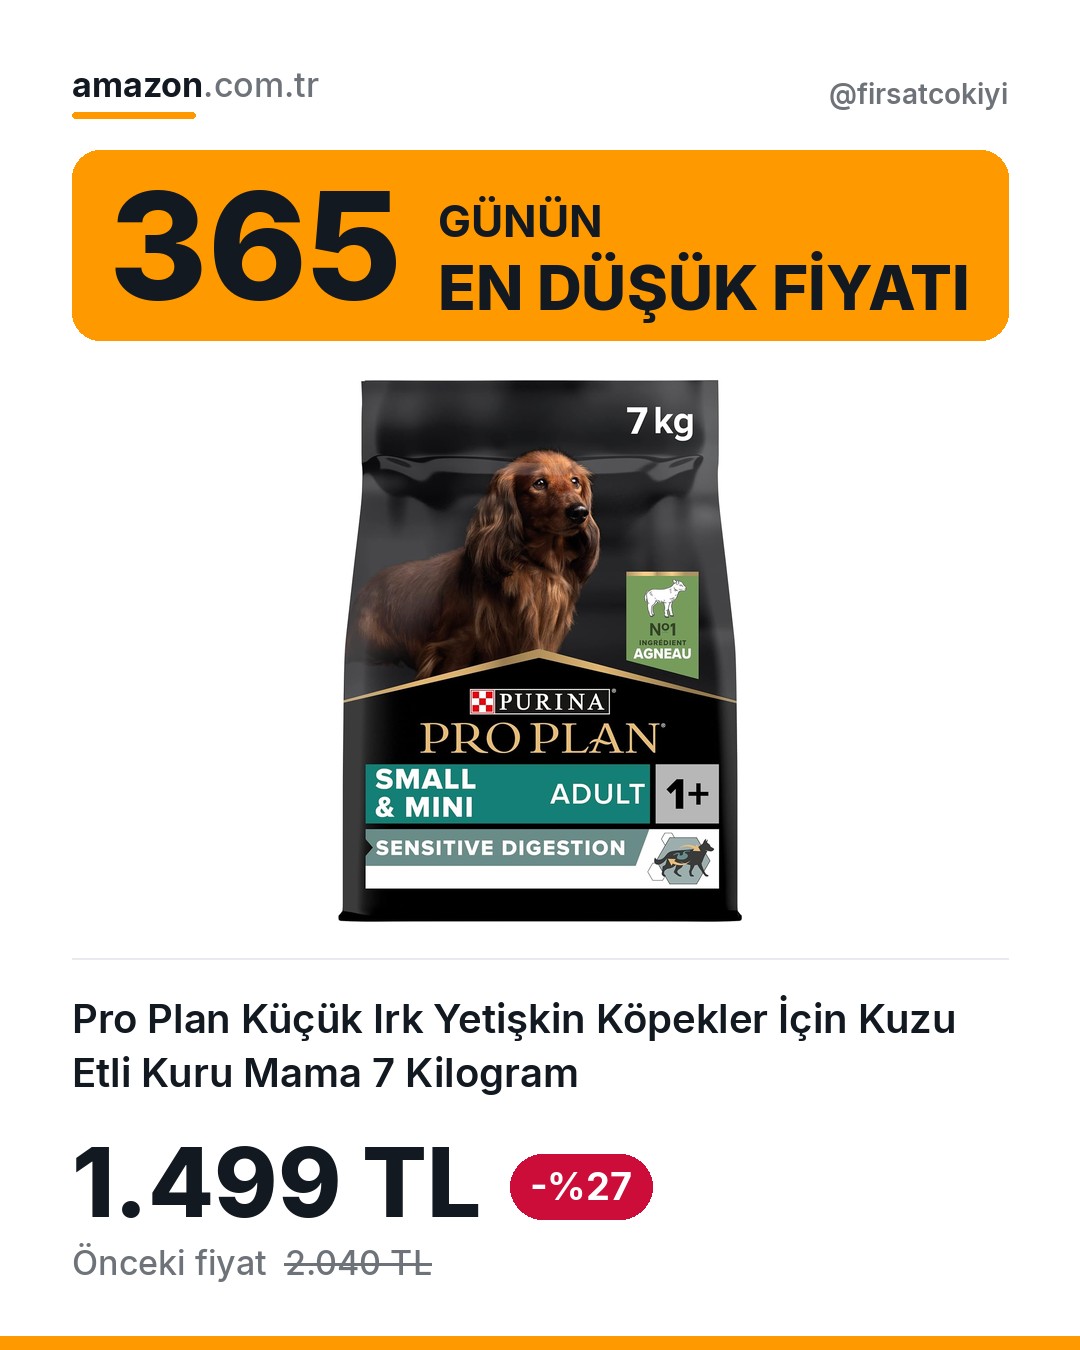 amazon.com.tr
@firsatcokiyi
365
GÜNÜN
EN DÜŞÜK FİYATI
7 kg
Nº1
INGRÉDIENT
AGNEAU
PURINA
PRO PLAN
SMALL
& MINI
ADULT
1+
SENSITIVE DIGESTION
Pro Plan Küçük Irk Yetişkin Köpekler İçin Kuzu
Etli Kuru Mama 7 Kilogram
1.499 TL
-%27
Önceki fiyat 2.040 TL